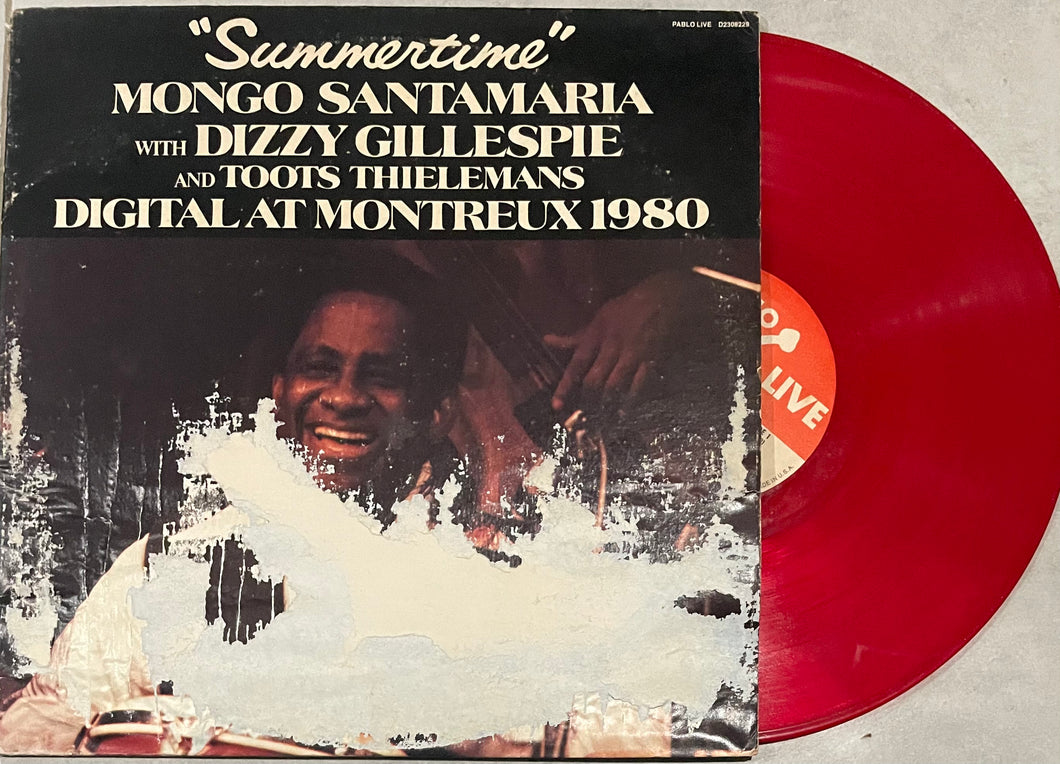 PABLO LIVE D2308229
"Summertime"
MONGO SANTAMARIA
WITH DIZZY GILLESPIE
AND TOOTS THIELEMANS
DIGITAL AT MONTREUX 1980
LIVE
U.S.A.